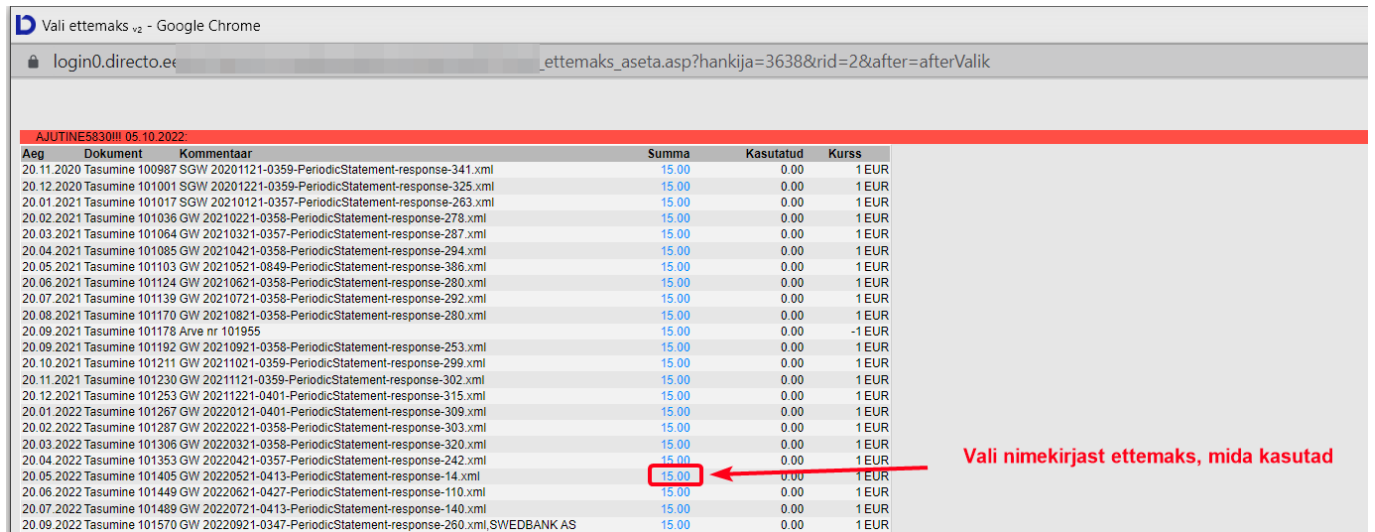 Vali ettemaks v2 - Google Chrome
login0.directo.ee _ettemaks_aseta.asp?hankija=3638&rid=2&after=afterValik
AJUTINE5830!!! 05.10.2022:
Aeg Dokument Kommentaar Summa Kasutatud Kurss
20.11.2020 Tasumine 100987 SGW 20201121-0359-PeriodicStatement-response-341.xml 15.00 0.00 1 EUR
20.12.2020 Tasumine 101001 SGW 20201221-0359-PeriodicStatement-response-325.xml 15.00 0.00 1 EUR
20.01.2021 Tasumine 101017 SGW 20210121-0357-PeriodicStatement-response-263.xml 15.00 0.00 1 EUR
20.02.2021 Tasumine 101036 GW 20210221-0358-PeriodicStatement-response-278.xml 15.00 0.00 1 EUR
20.03.2021 Tasumine 101064 GW 20210321-0357-PeriodicStatement-response-287.xml 15.00 0.00 1 EUR
20.04.2021 Tasumine 101085 GW 20210421-0358-PeriodicStatement-response-294.xml 15.00 0.00 1 EUR
20.05.2021 Tasumine 101103 GW 20210521-0849-PeriodicStatement-response-386.xml 15.00 0.00 1 EUR
20.06.2021 Tasumine 101124 GW 20210621-0358-PeriodicStatement-response-280.xml 15.00 0.00 1 EUR
20.07.2021 Tasumine 101139 GW 20210721-0358-PeriodicStatement-response-292.xml 15.00 0.00 1 EUR
20.08.2021 Tasumine 101170 GW 20210821-0358-PeriodicStatement-response-280.xml 15.00 0.00 1 EUR
20.09.2021 Tasumine 101178 Arve nr 101955 15.00 0.00 -1 EUR
20.09.2021 Tasumine 101192 GW 20210921-0358-PeriodicStatement-response-253.xml 15.00 0.00 1 EUR
20.10.2021 Tasumine 101211 GW 20211021-0359-PeriodicStatement-response-299.xml 15.00 0.00 1 EUR
20.11.2021 Tasumine 101230 GW 20211121-0359-PeriodicStatement-response-302.xml 15.00 0.00 1 EUR
20.12.2021 Tasumine 101253 GW 20211221-0401-PeriodicStatement-response-315.xml 15.00 0.00 1 EUR
20.01.2022 Tasumine 101267 GW 20220121-0401-PeriodicStatement-response-309.xml 15.00 0.00 1 EUR
20.02.2022 Tasumine 101287 GW 20220221-0358-PeriodicStatement-response-303.xml 15.00 0.00 1 EUR
20.03.2022 Tasumine 101306 GW 20220321-0358-PeriodicStatement-response-320.xml 15.00 0.00 1 EUR
20.04.2022 Tasumine 101353 GW 20220421-0357-PeriodicStatement-response-242.xml 15.00 0.00 1 EUR
Vali nimekirjast ettemaks, mida kasutad
20.05.2022 Tasumine 101405 GW 20220521-0413-PeriodicStatement-response-14.xml 15.00 0.00 1 EUR
20.06.2022 Tasumine 101449 GW 20220621-0427-PeriodicStatement-response-110.xml 15.00 0.00 1 EUR
20.07.2022 Tasumine 101489 GW 20220721-0413-PeriodicStatement-response-140.xml 15.00 0.00 1 EUR
20.09.2022 Tasumine 101570 GW 20220921-0347-PeriodicStatement-response-260.xml,SWEDBANK AS 15.00 0.00 1 EUR